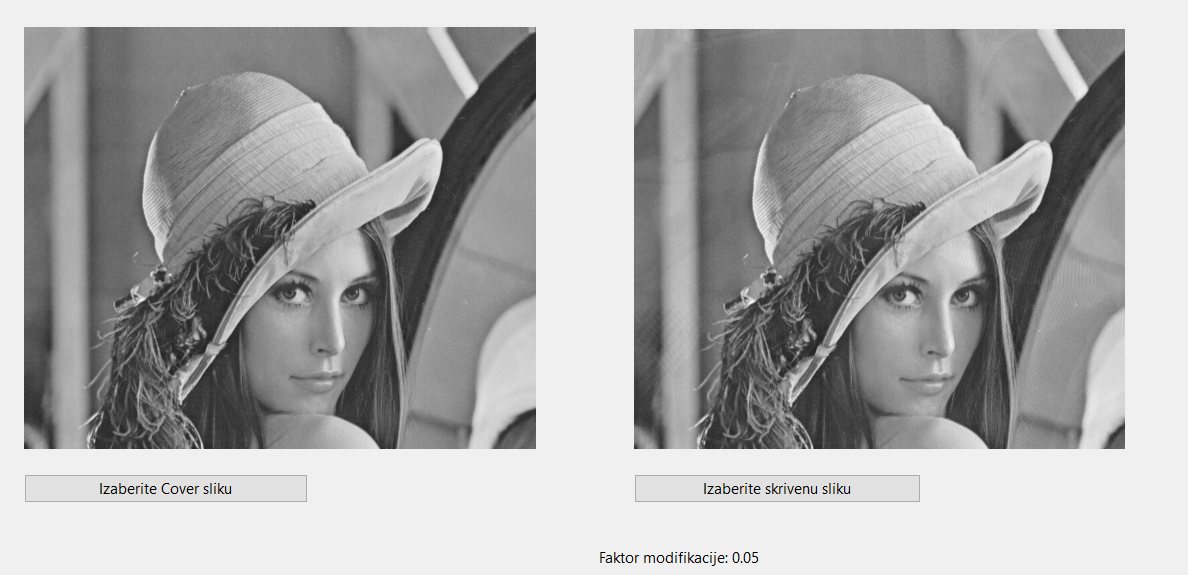 Izaberite Cover sliku
Izaberite skrivenu sliku
Faktor modifikacije: 0.05